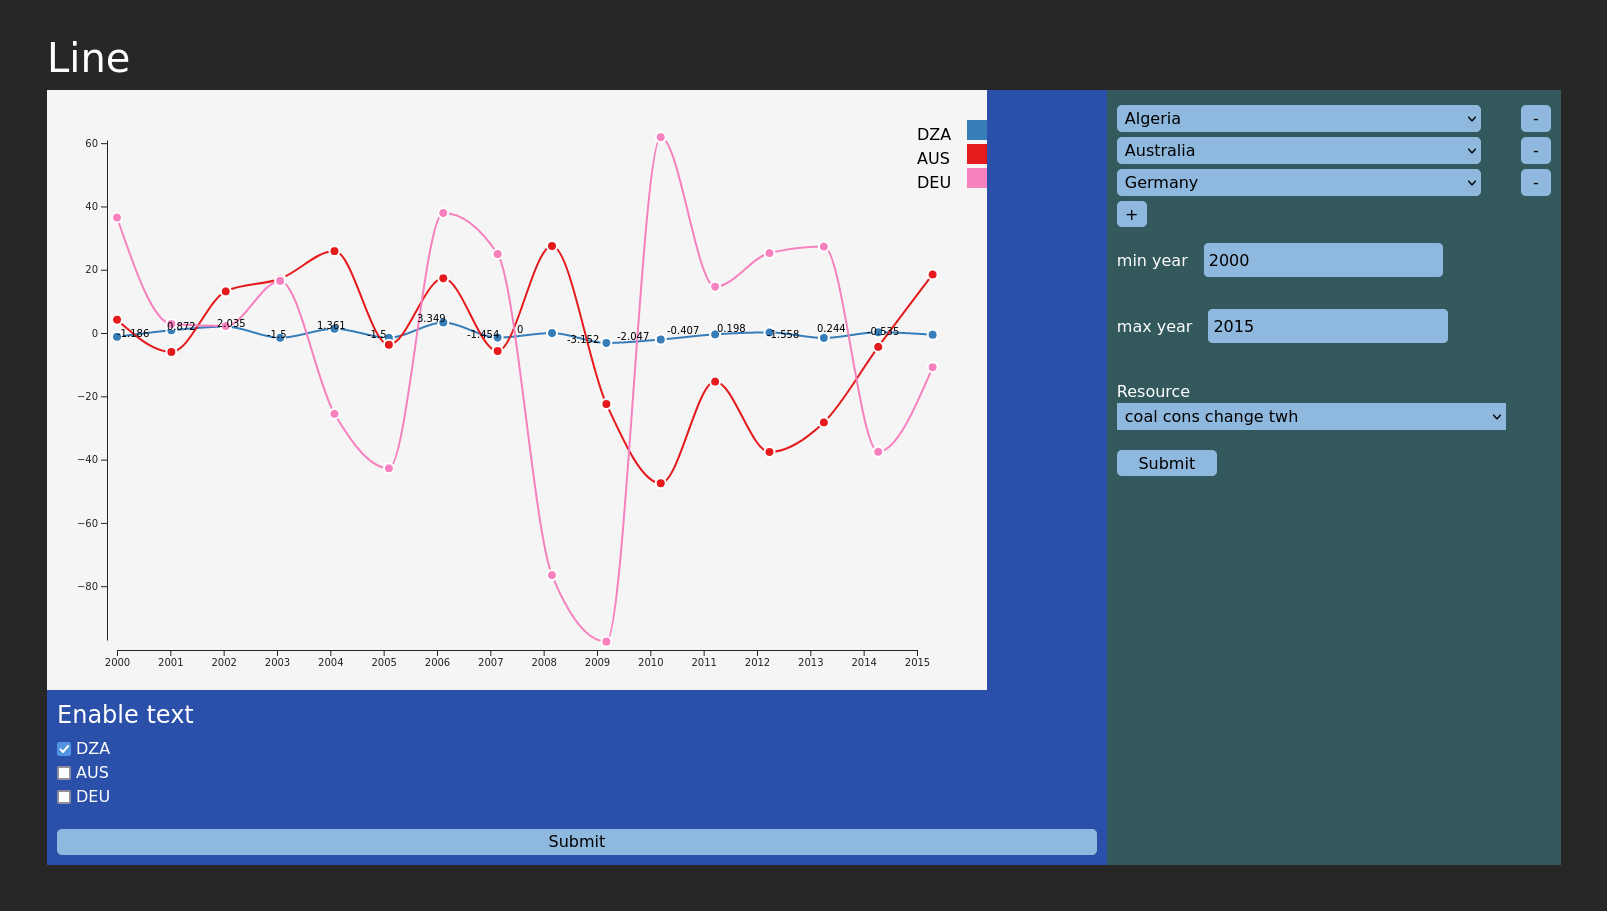 Line
60
40
20
0
−20
−40
−60
−80
DZA
AUS
DEU
-1.186 0.872 2.035 -1.5 1.361 -1.5 3.349 -1.454 0 -3.152 -2.047 -0.407 0.198 -1.558 0.244 -0.535
2000 2001 2002 2003 2004 2005 2006 2007 2008 2009 2010 2011 2012 2013 2014 2015
Enable text
DZA
AUS
DEU
Submit
Algeria -
Australia -
Germany -
+
min year 2000
max year 2015
Resource
coal cons change twh
Submit